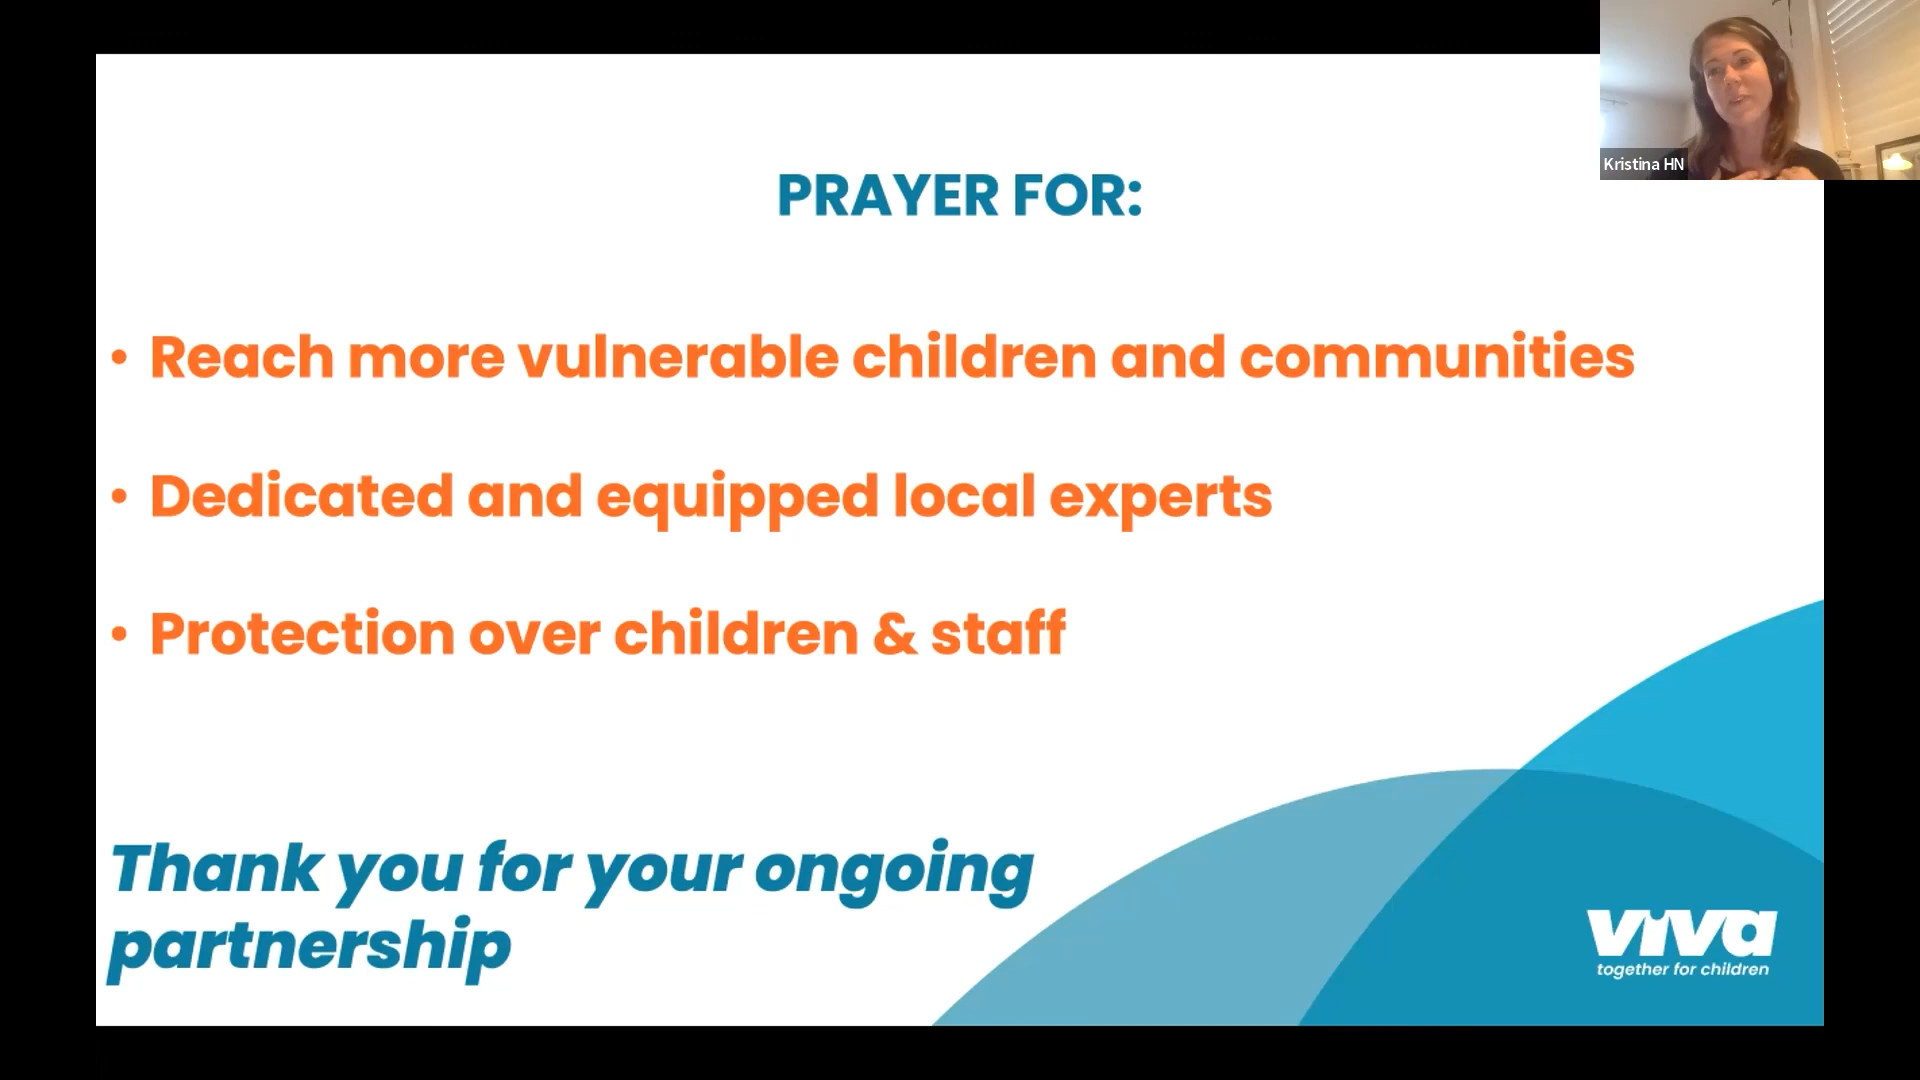 Kristina HN
PRAYER FOR:
• Reach more vulnerable children and communities
• Dedicated and equipped local experts
• Protection over children & staff
Thank you for your ongoing
partnership
viva
together for children